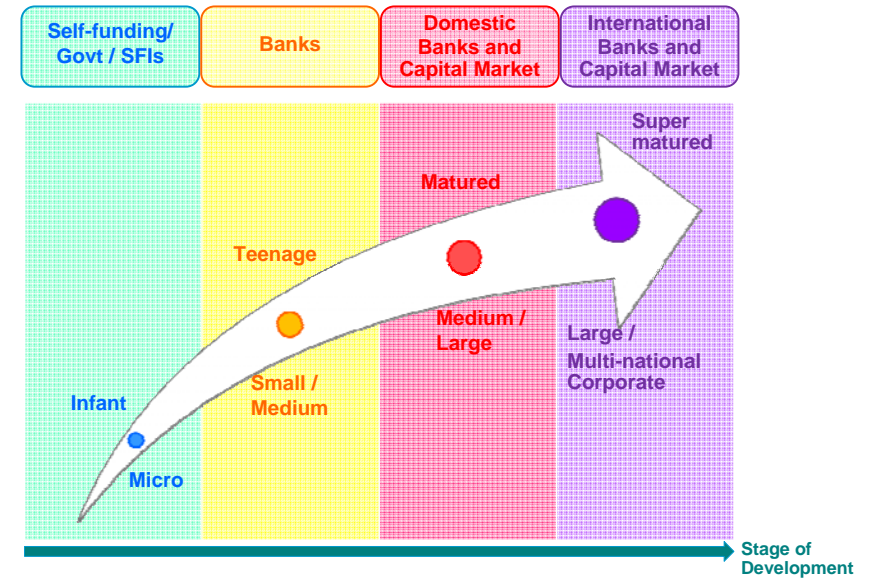 Self-funding/
Govt / SFIs
Banks
Domestic
Banks and
Capital Market
International
Banks and
Capital Market
Super
matured
Matured
Teenage
Infant
Micro
Small /
Medium
Medium /
Large
Large /
Multi-national
Corporate
Stage of
Development